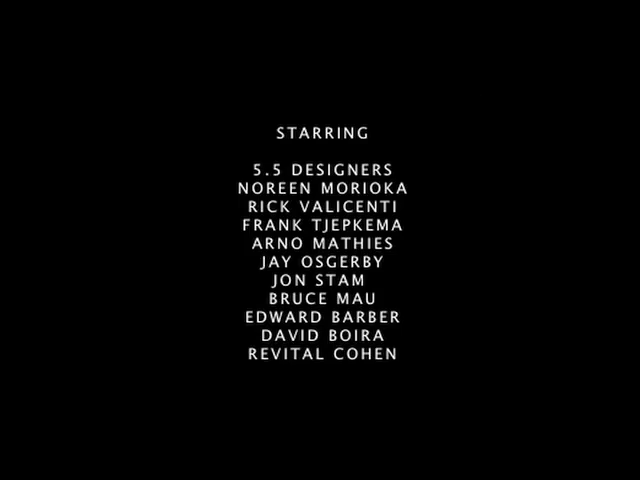 STARRING
5.5 DESIGNERS
NOREEN MORIOKA
RICK VALICENTI
FRANK TJEPKEMA
ARNO MATHIES
JAY OSGERBY
JON STAM
BRUCE MAU
EDWARD BARBER
DAVID BOIRA
REVITAL COHEN